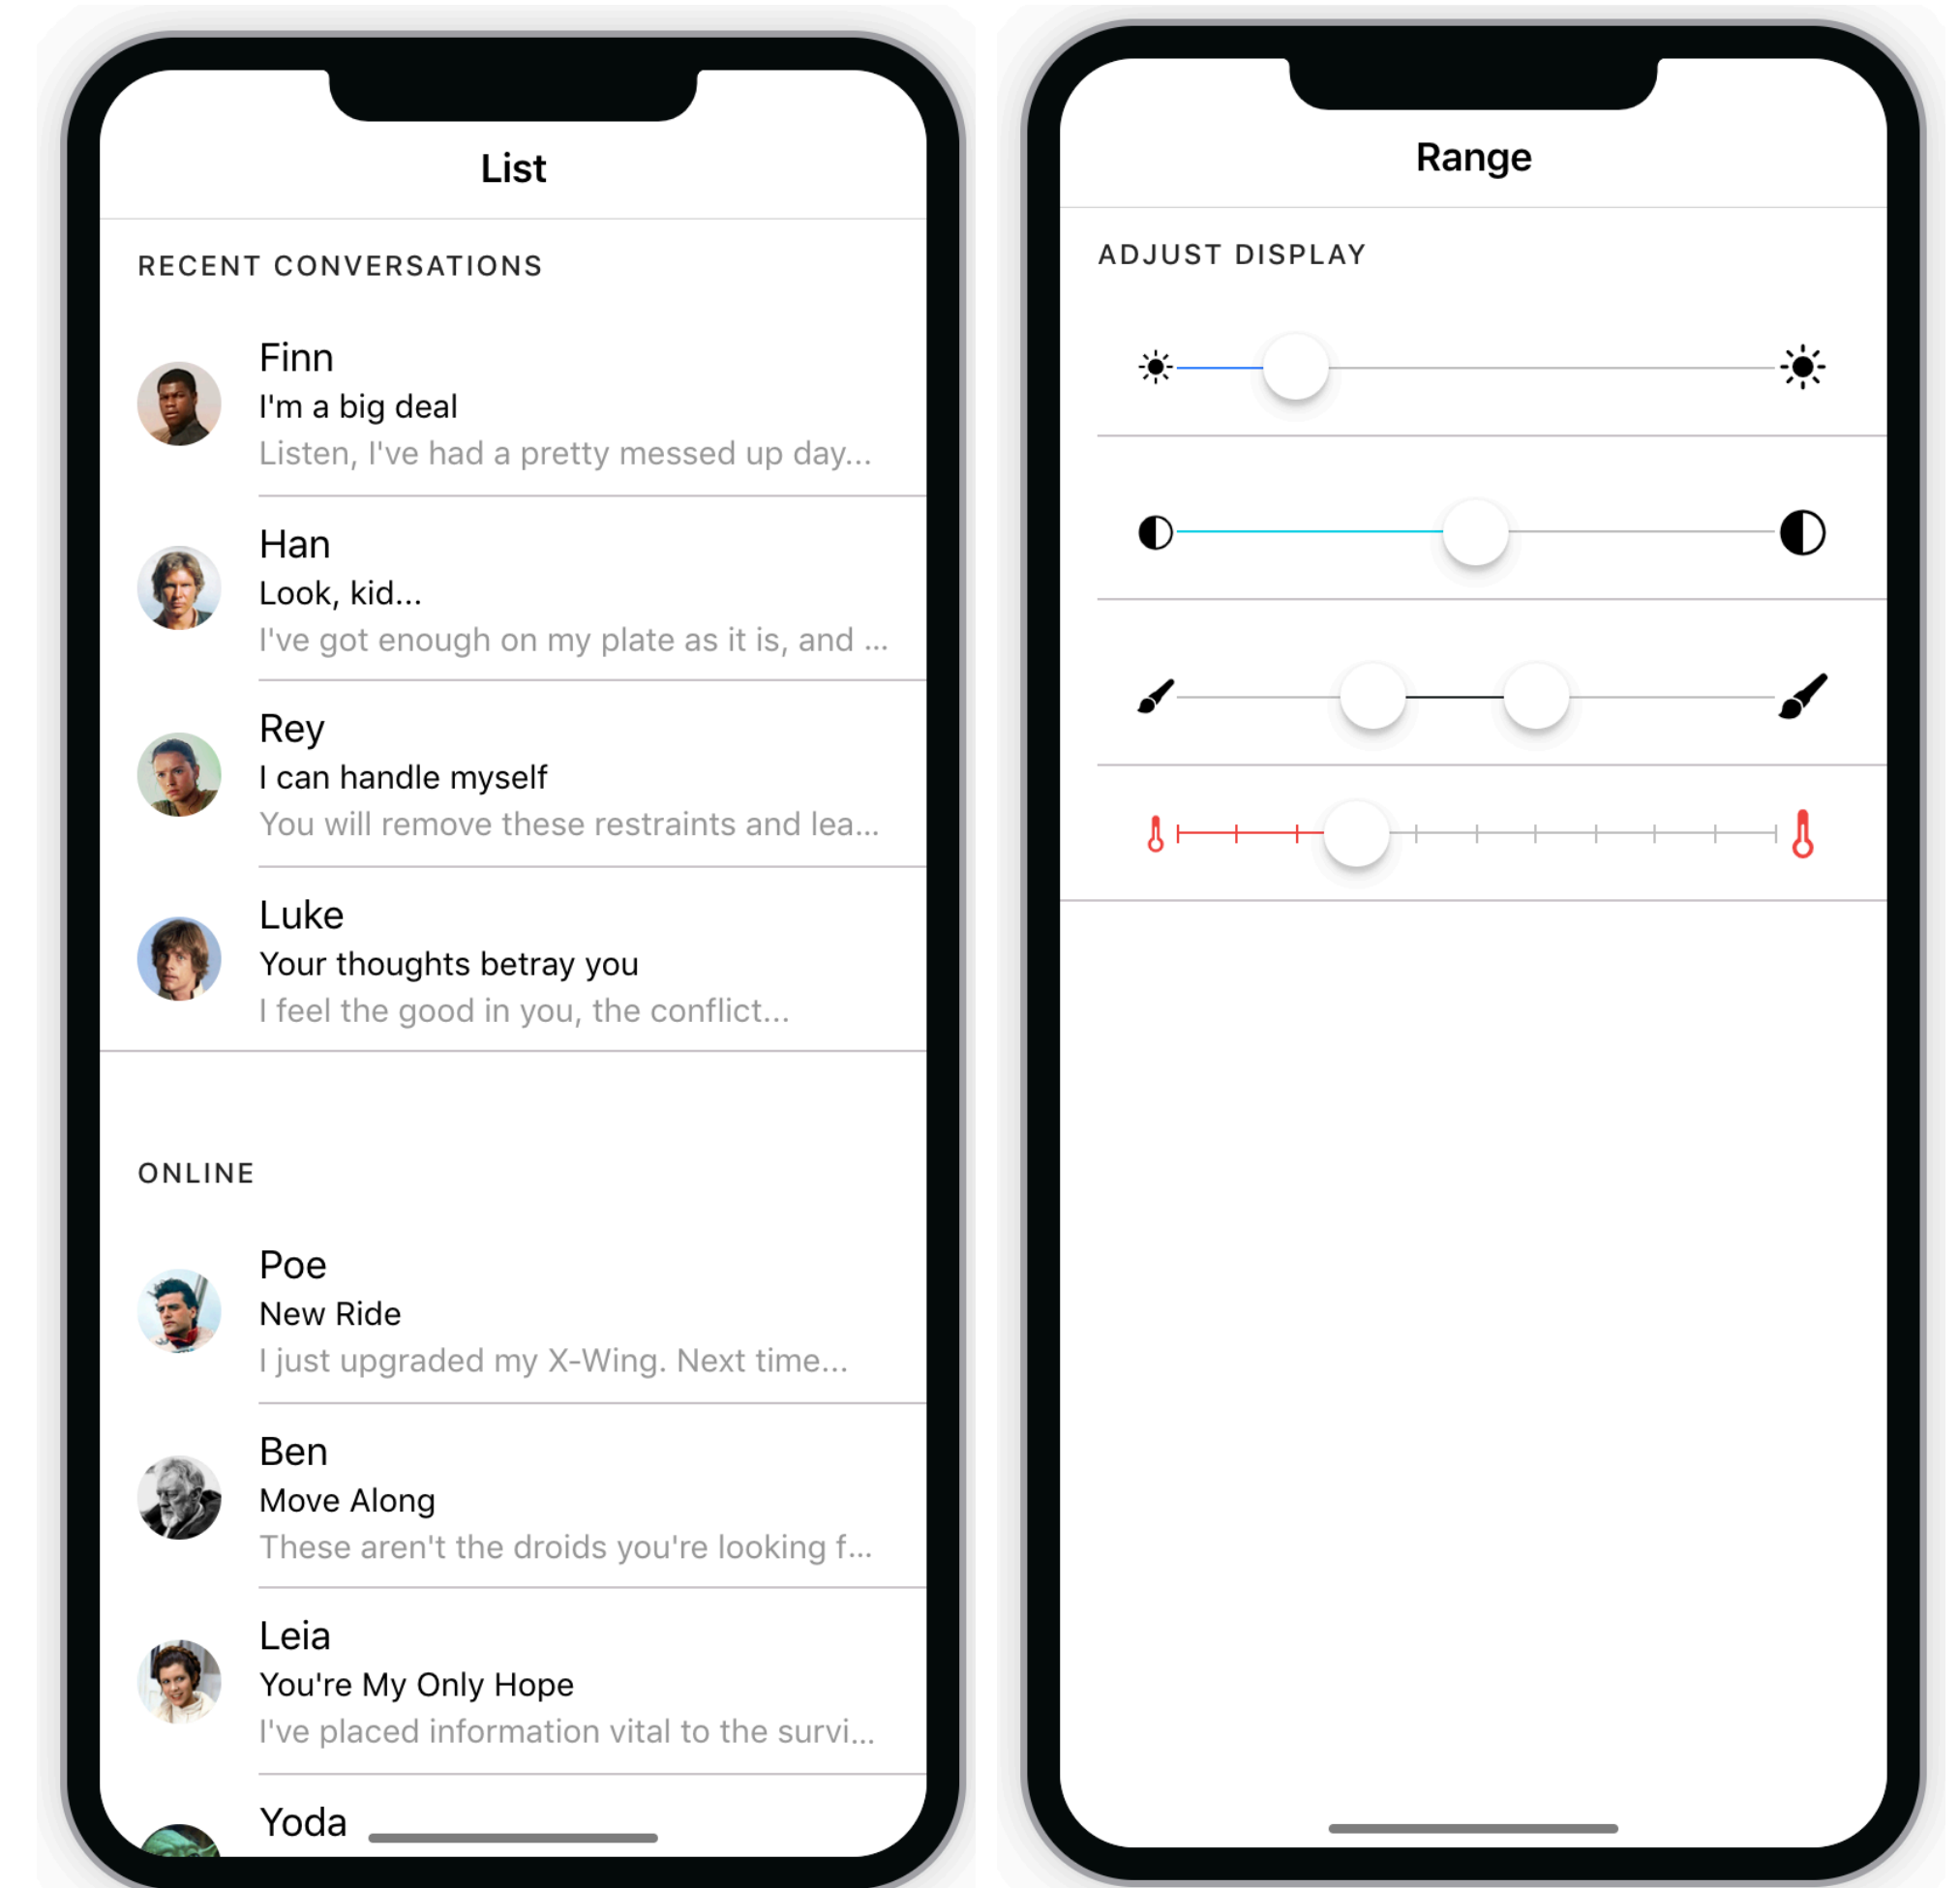 List
RECENT CONVERSATIONS
Finn
I'm a big deal
Listen, I've had a pretty messed up day...
Han
Look, kid...
I've got enough on my plate as it is, and ...
Rey
I can handle myself
You will remove these restraints and lea...
Luke
Your thoughts betray you
I feel the good in you, the conflict...
ONLINE
Poe
New Ride
I just upgraded my X-Wing. Next time...
Ben
Move Along
These aren't the droids you're looking f...
Leia
You're My Only Hope
I've placed information vital to the survi...
Yoda
Range
ADJUST DISPLAY